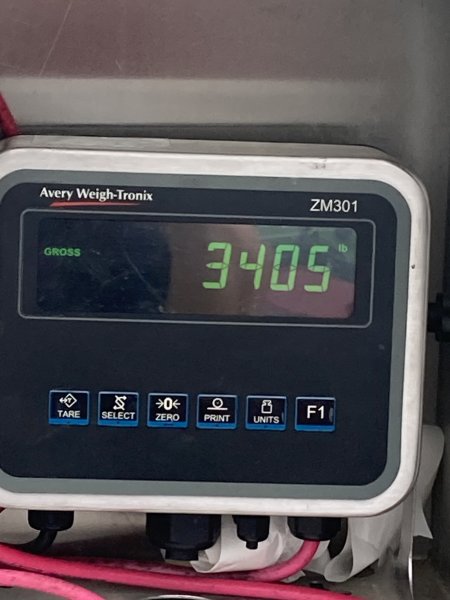 Avery Weigh-Tronix
ZM301
GROSS 3405 lb
TARE SELECT ZERO PRINT UNITS F1